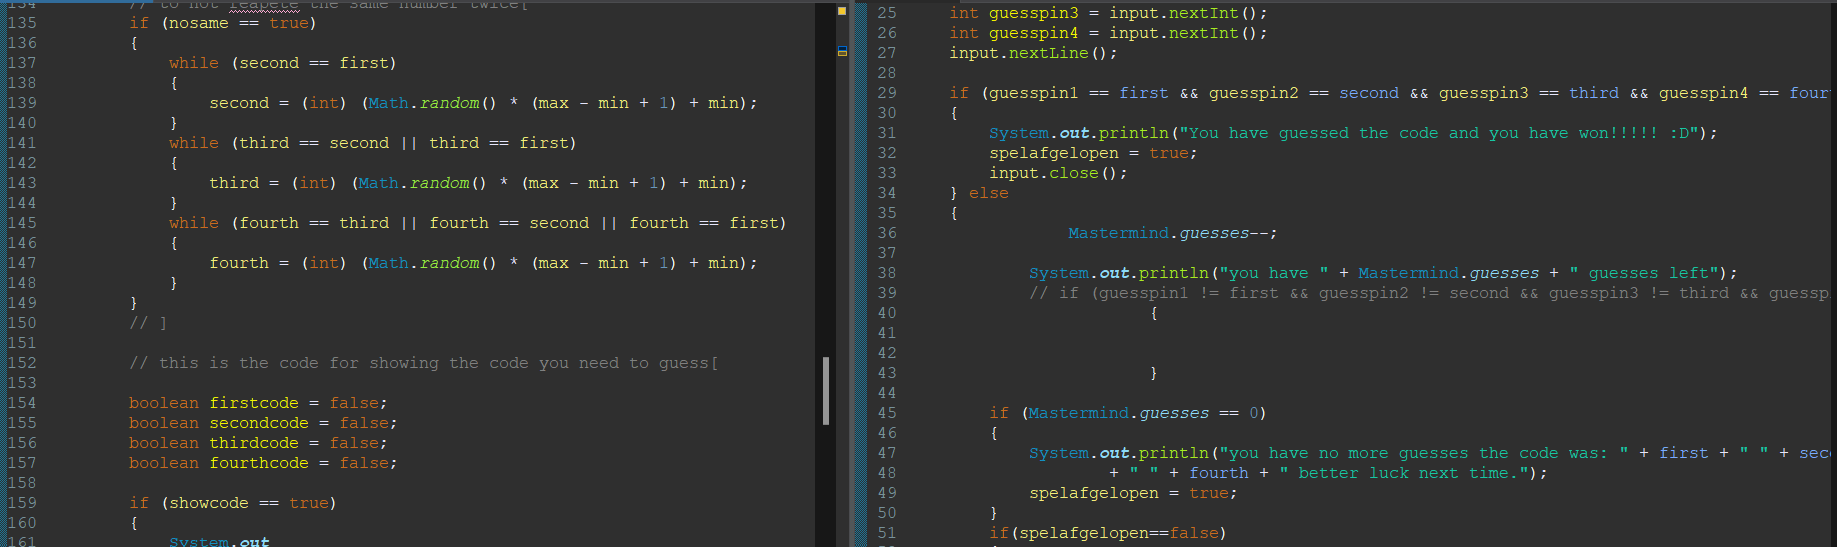 134 // to not reapete the same number twice[
135 if (nosame == true)
136 {
137 while (second == first)
138 {
139 second = (int) (Math.random() * (max - min + 1) + min);
140 }
141 while (third == second || third == first)
142 {
143 third = (int) (Math.random() * (max - min + 1) + min);
144 }
145 while (fourth == third || fourth == second || fourth == first)
146 {
147 fourth = (int) (Math.random() * (max - min + 1) + min);
148 }
149 }
150 // ]
151
152 // this is the code for showing the code you need to guess[
153
154 boolean firstcode = false;
155 boolean secondcode = false;
156 boolean thirdcode = false;
157 boolean fourthcode = false;
158
159 if (showcode == true)
160 {
161 System.out
25 int guesspin3 = input.nextInt();
26 int guesspin4 = input.nextInt();
27 input.nextLine();
28
29 if (guesspin1 == first && guesspin2 == second && guesspin3 == third && guesspin4 == four
30 {
31 System.out.println("You have guessed the code and you have won!!!!! :D");
32 spelafgelopen = true;
33 input.close();
34 } else
35 {
36 Mastermind.guesses--;
37
38 System.out.println("you have " + Mastermind.guesses + " guesses left");
39 // if (guesspin1 != first && guesspin2 != second && guesspin3 != third && guessp
40 {
41
42
43 }
44
45 if (Mastermind.guesses == 0)
46 {
47 System.out.println("you have no more guesses the code was: " + first + " " + sec
48 + " " + fourth + " better luck next time.");
49 spelafgelopen = true;
50 }
51 if(spelafgelopen==false)